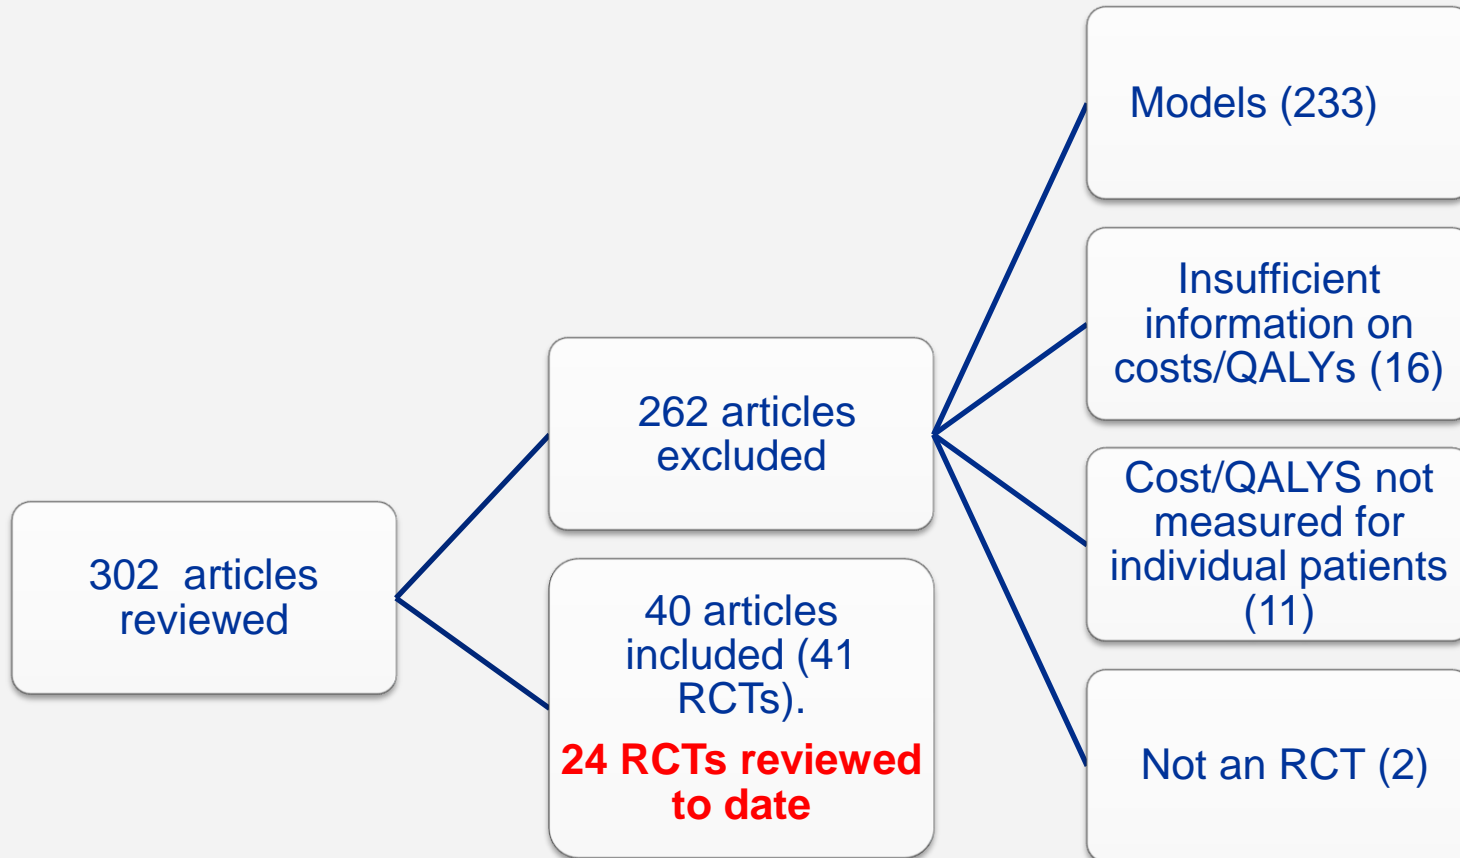 302 articles
reviewed
262 articles
excluded
40 articles
included (41
RCTs).
24 RCTs reviewed
to date
Models (233)
Insufficient
information on
costs/QALYs (16)
Cost/QALYS not
measured for
individual patients
(11)
Not an RCT (2)